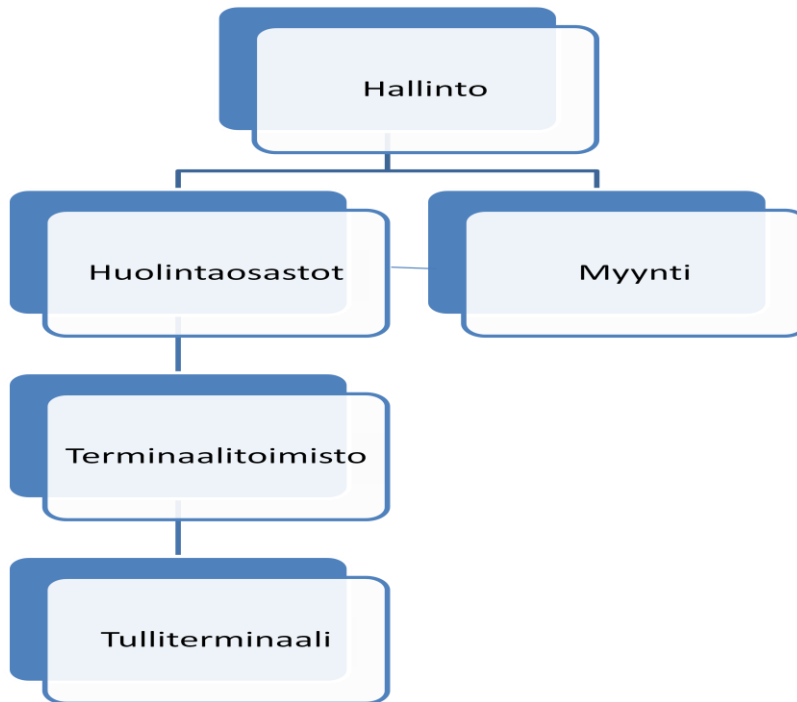 Hallinto
Huolintaosastot
Myynti
Terminaalitoimisto
Tulliterminaali